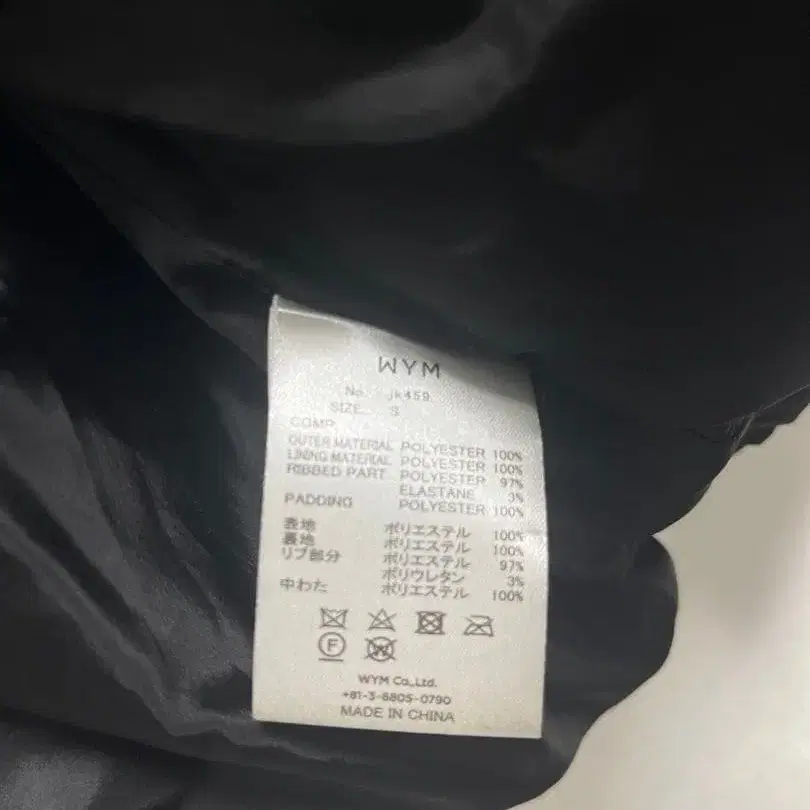 WYM
No. jk459
SIZE. S
COMP.
OUTER MATERIAL POLYESTER 100%
LINING MATERIAL POLYESTER 100%
RIBBED PART POLYESTER 97%
ELASTANE 3%
PADDING POLYESTER 100%
表地 ポリエステル 100%
裏地 ポリエステル 100%
リブ部分 ポリエステル 97%
ポリウレタン 3%
中わた ポリエステル 100%
F W
WYM Co.,Ltd.
+81-3-6805-0790
MADE IN CHINA